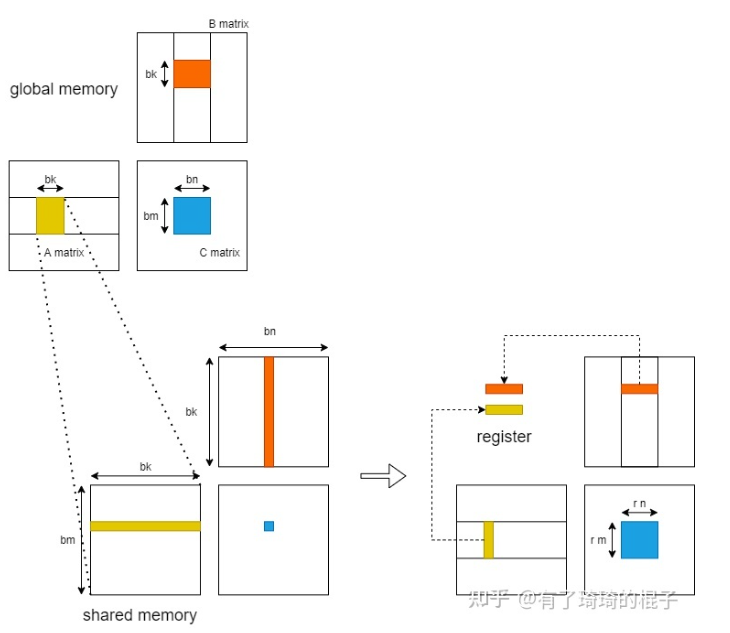 B matrix
bk
global memory
bk
bn
bm
A matrix
C matrix
bn
bk
bk
register
r n
bm
r m
知乎 @有了琦琦的棍子
shared memory